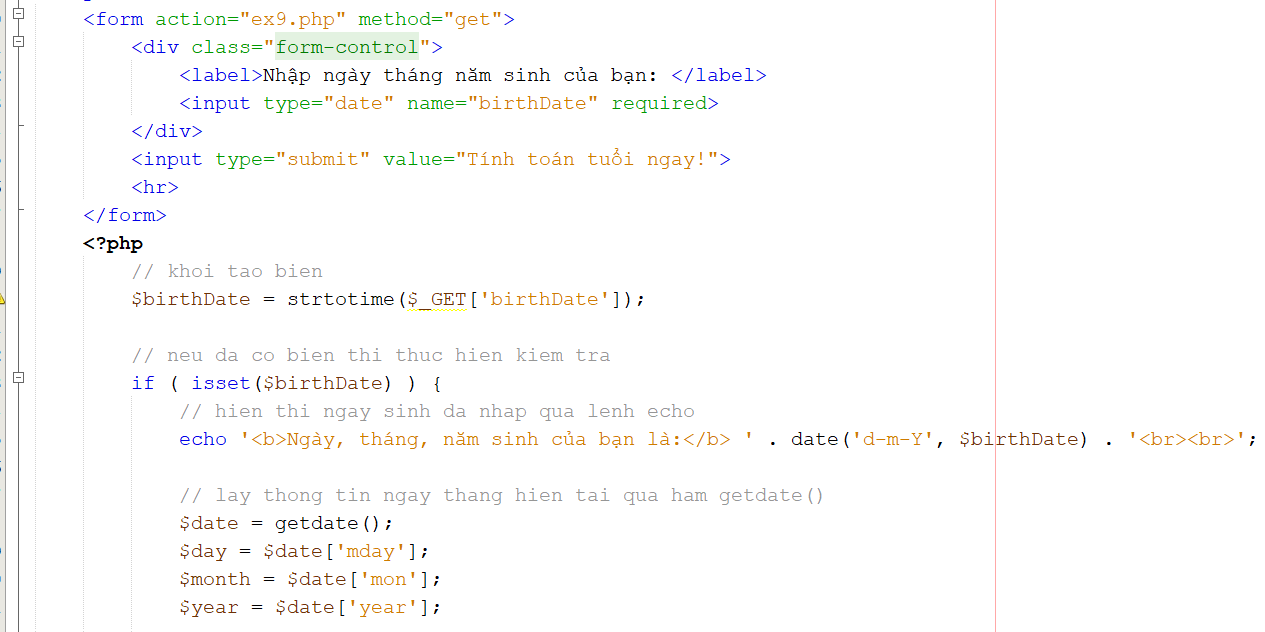 <form action="ex9.php" method="get">
<div class="form-control">
<label>Nhập ngày tháng năm sinh của bạn: </label>
<input type="date" name="birthDate" required>
</div>
<input type="submit" value="Tính toán tuổi ngay!">
<hr>
</form>
<?php
// khoi tao bien
$birthDate = strtotime($_GET['birthDate']);
// neu da co bien thi thuc hien kiem tra
if ( isset($birthDate) ) {
// hien thi ngay sinh da nhap qua lenh echo
echo '<b>Ngày, tháng, năm sinh của bạn là:</b> ' . date('d-m-Y', $birthDate) . '<br><br>';
// lay thong tin ngay thang hien tai qua ham getdate()
$date = getdate();
$day = $date['mday'];
$month = $date['mon'];
$year = $date['year'];